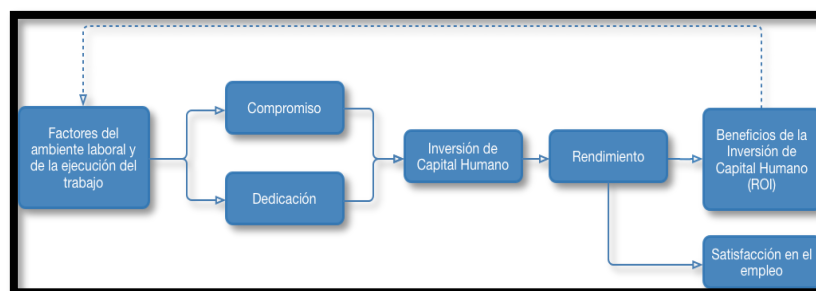 Factores del
ambiente laboral y
de la ejecución del
trabajo
Compromiso
Dedicación
Inversión de
Capital Humano
Rendimiento
Beneficios de la
Inversión de
Capital Humano
(ROI)
Satisfacción en el
empleo